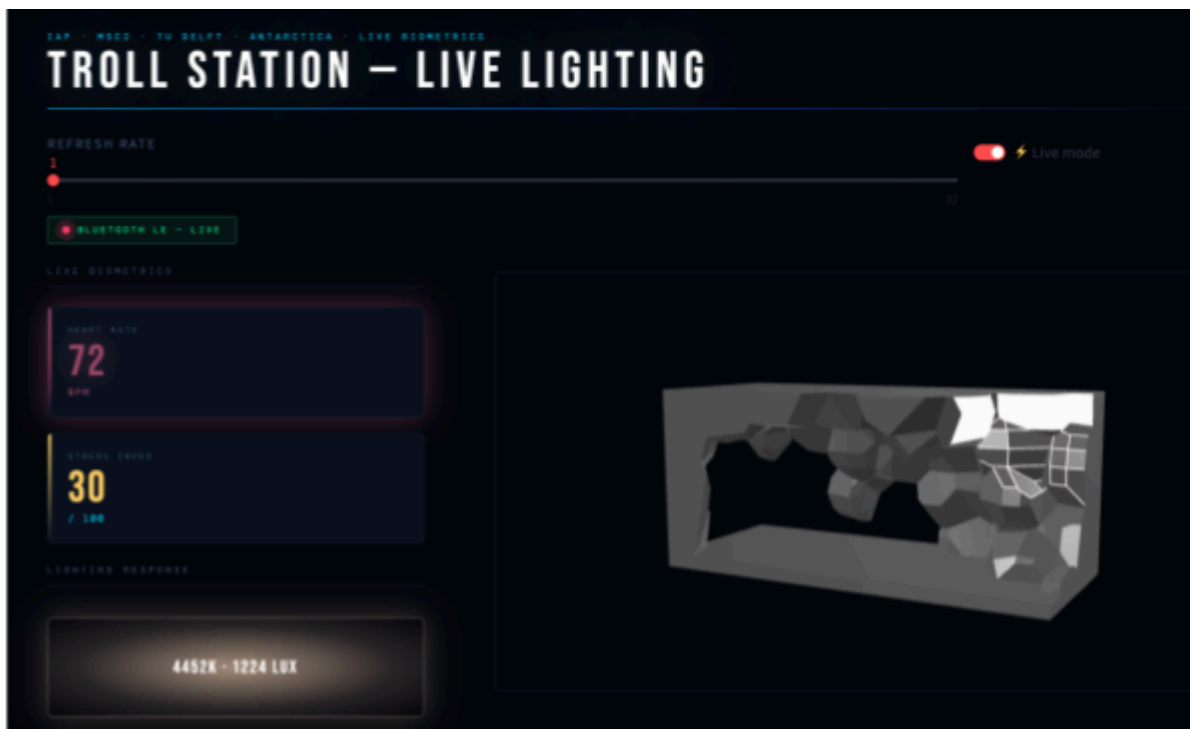 IAP · MSC2 · TU DELFT · ANTARCTICA · LIVE BIOMETRICS
TROLL STATION — LIVE LIGHTING
REFRESH RATE
1
⚡ Live mode
1
10
BLUETOOTH LE — LIVE
LIVE BIOMETRICS
HEART RATE
72
BPM
STRESS INDEX
30
/ 100
LIGHTING RESPONSE
4452K · 1224 LUX